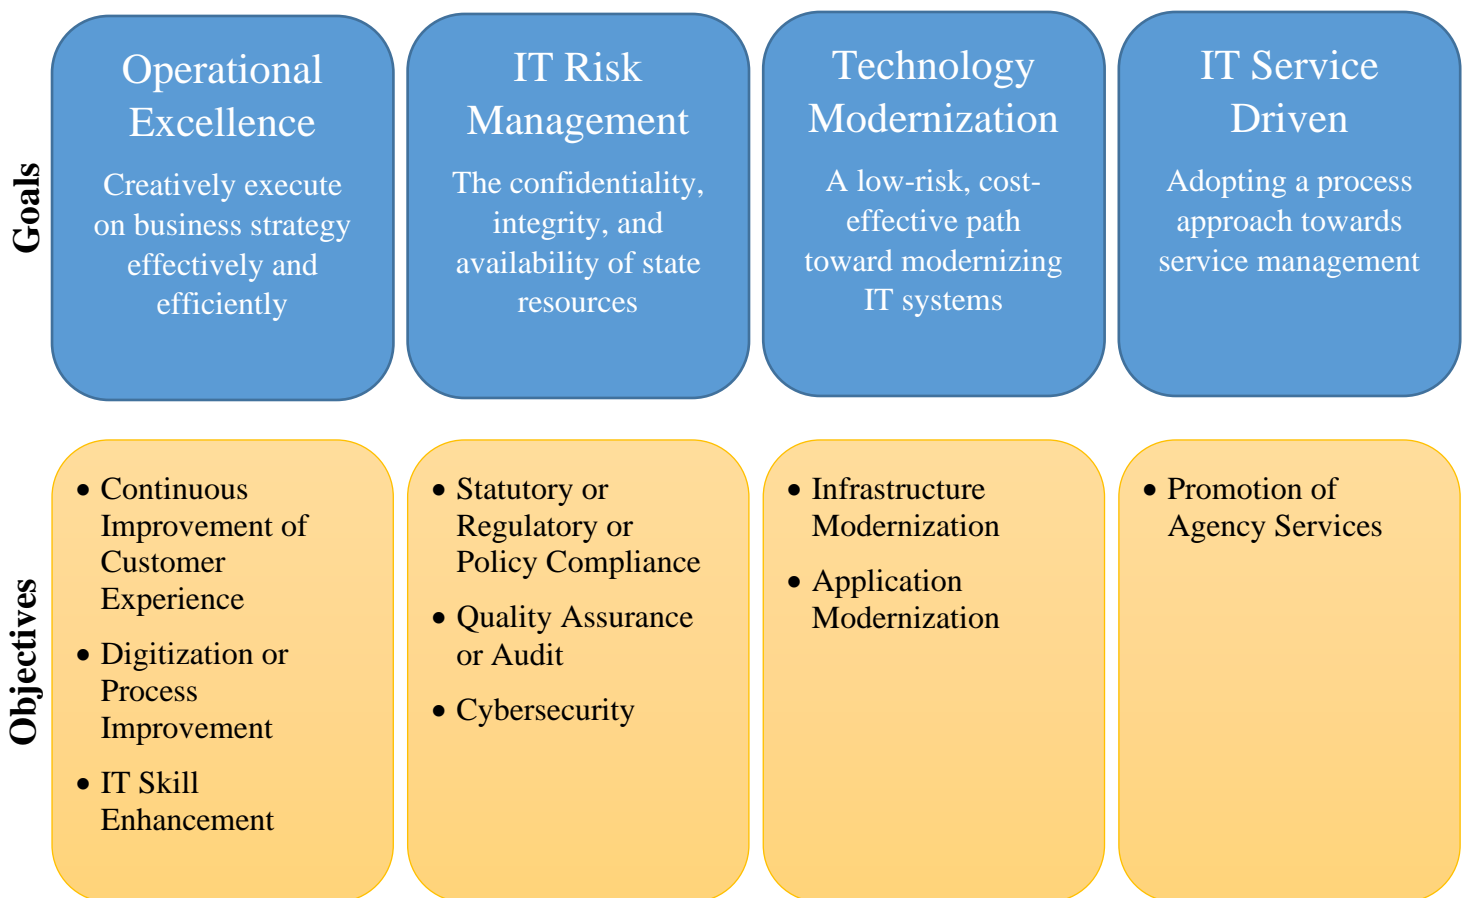 Goals
Operational
Excellence
Creatively execute
on business strategy
effectively and
efficiently
IT Risk
Management
The confidentiality,
integrity, and
availability of state
resources
Technology
Modernization
A low-risk, cost-
effective path
toward modernizing
IT systems
IT Service
Driven
Adopting a process
approach towards
service management
Objectives
• Continuous
Improvement of
Customer
Experience
• Digitization or
Process
Improvement
• IT Skill
Enhancement
• Statutory or
Regulatory or
Policy Compliance
• Quality Assurance
or Audit
• Cybersecurity
• Infrastructure
Modernization
• Application
Modernization
• Promotion of
Agency Services